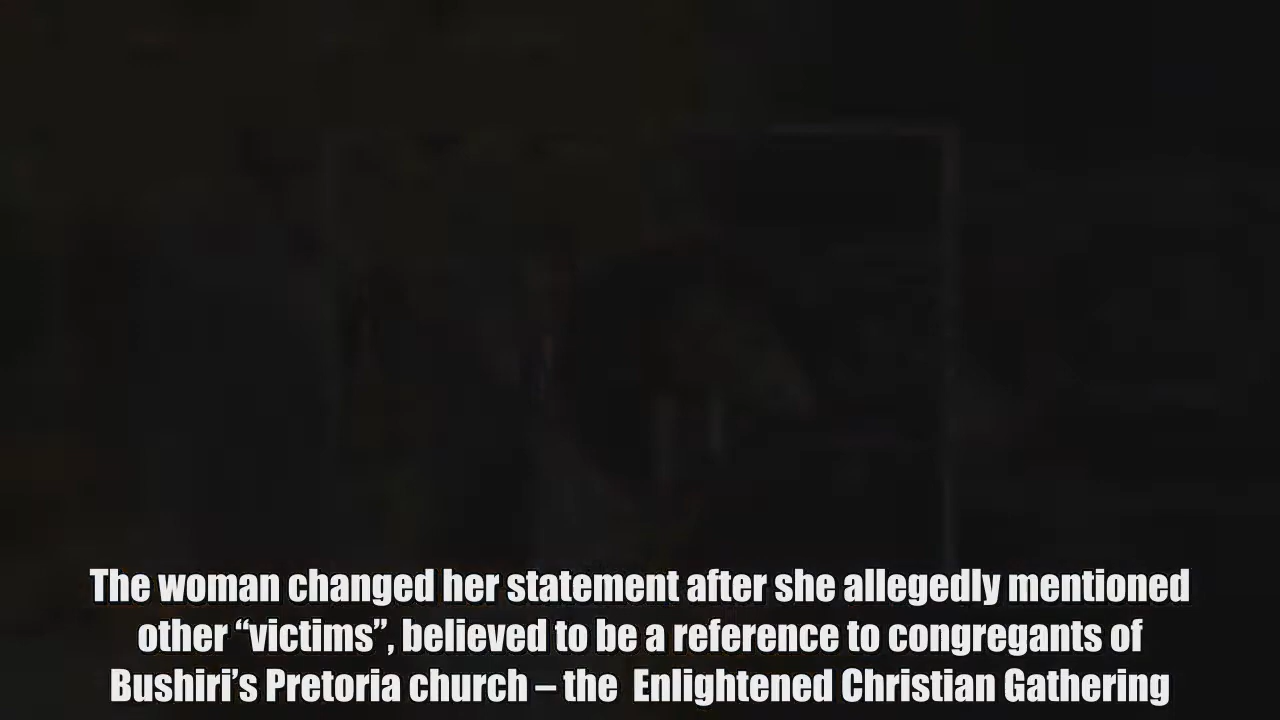 The woman changed her statement after she allegedly mentioned
other “victims”, believed to be a reference to congregants of
Bushiri’s Pretoria church – the  Enlightened Christian Gathering